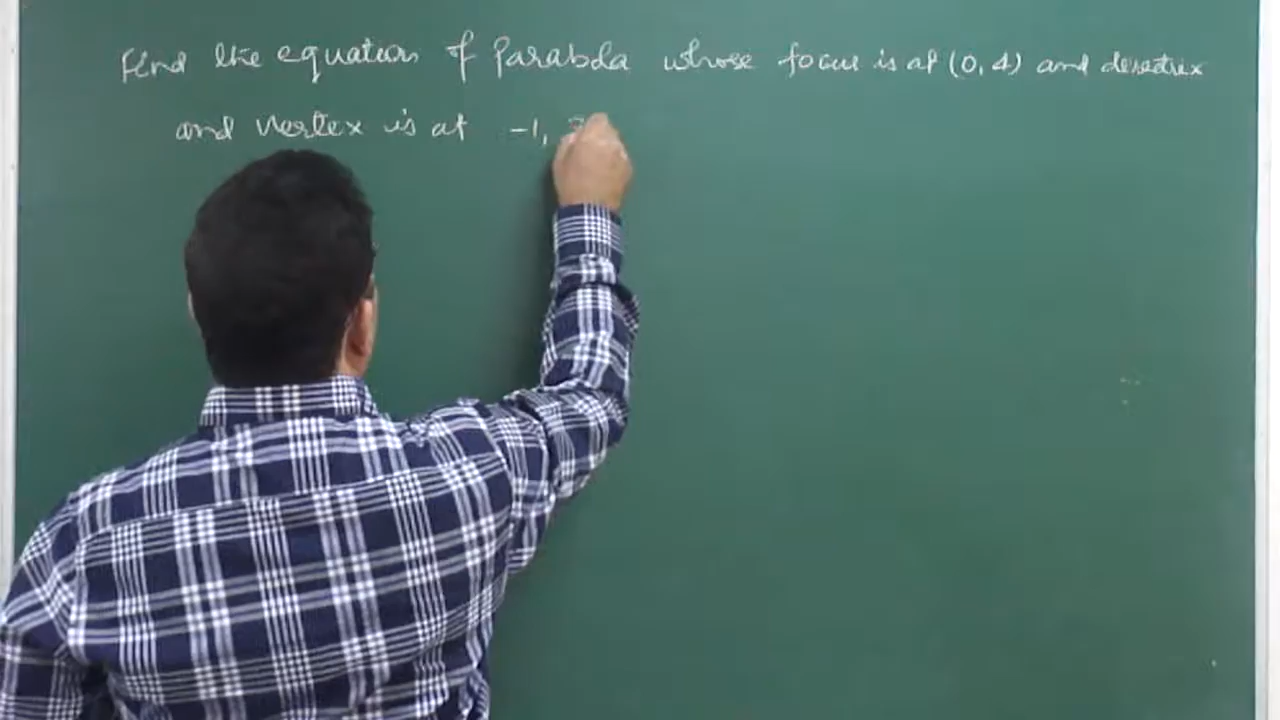 Find the equation of Parabola whose focus is at (0, 4) and derectrix
and vertex is at -1,